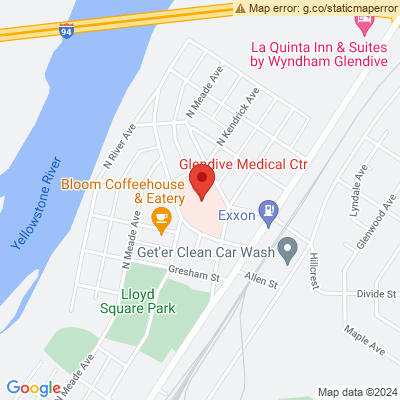 Map error: g.co/staticmaperror
94
La Quinta Inn & Suites
by Wyndham Glendive
N Meade Ave
N Kendrick Ave
N River Ave
Glendive Medical Ctr
Bloom Coffeehouse
& Eatery
Lyndale Ave
Glenwood Ave
Yellowstone River
N Meade Ave
Exxon
Get'er Clean Car Wash
Gresham St
Allen St
Hillcrest
Divide St
Lloyd
Square Park
Maple Ave
N Meade Ave
Google
Map data ©2024